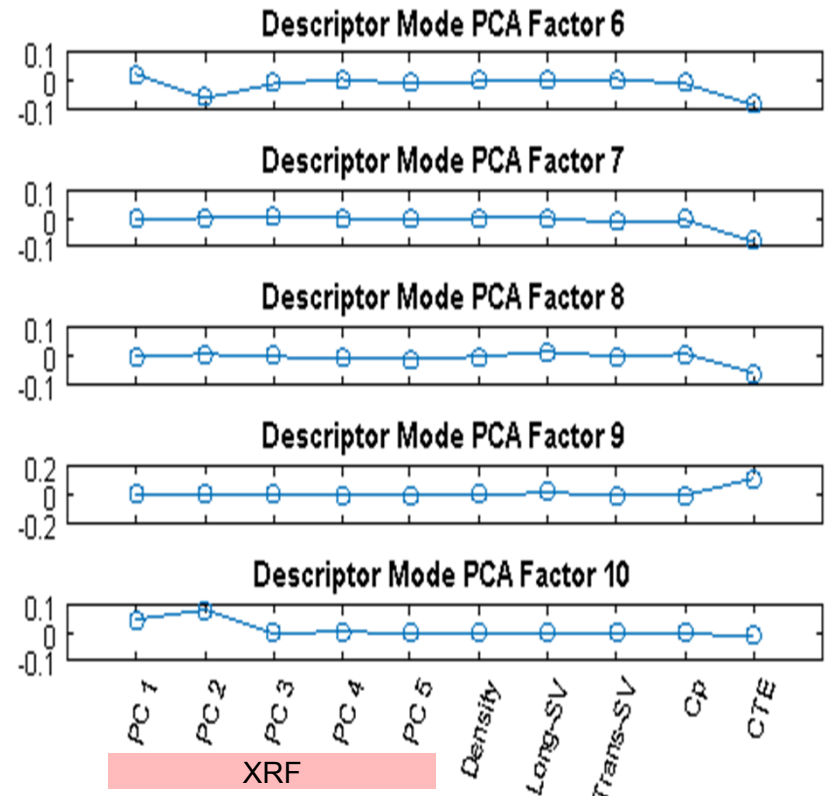 Descriptor Mode PCA Factor 6
0.1
0
-0.1
Descriptor Mode PCA Factor 7
0.1
0
-0.1
Descriptor Mode PCA Factor 8
0.1
0
-0.1
Descriptor Mode PCA Factor 9
0.2
0
-0.2
Descriptor Mode PCA Factor 10
0.1
0
-0.1
PC 1
PC 2
PC 3
PC 4
PC 5
Density
Long-SV
Trans-SV
Cp
CTE
XRF